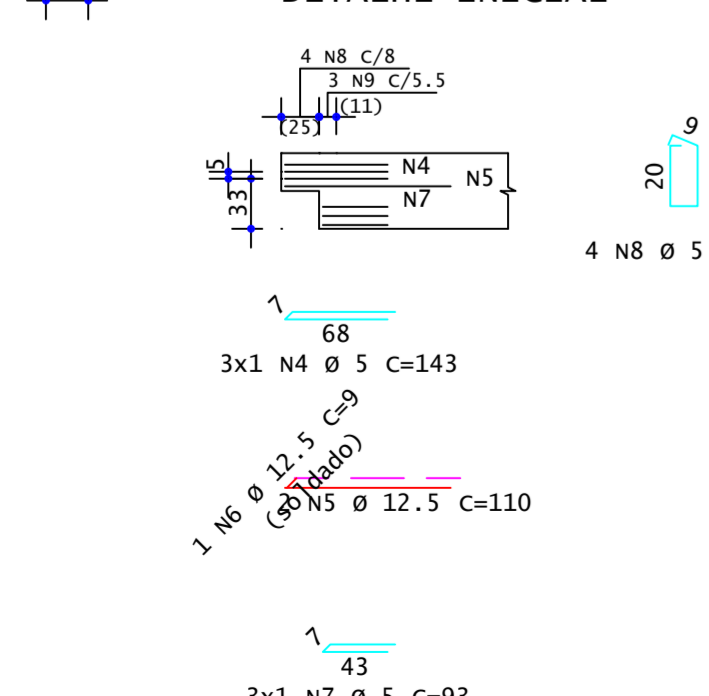 DETALHE INICIAL
4 N8 C/8
3 N9 C/5.5
(11)
(25)
5
33
N4
N5
N7
9
20
4 N8 Ø 5
7
68
3x1 N4 Ø 5 C=143
1 N6 Ø 12.5 C=9
(soldado)
2 N5 Ø 12.5 C=110
7
43
3x1 N7 Ø 5 C=93